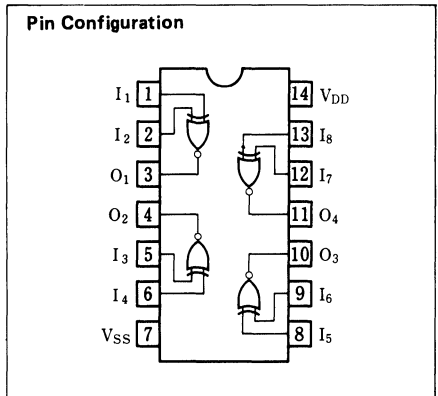 Pin Configuration
I1 1 14 VDD
I2 2 13 I8
O1 3 12 I7
O2 4 11 O4
I3 5 10 O3
I4 6 9 I6
VSS 7 8 I5